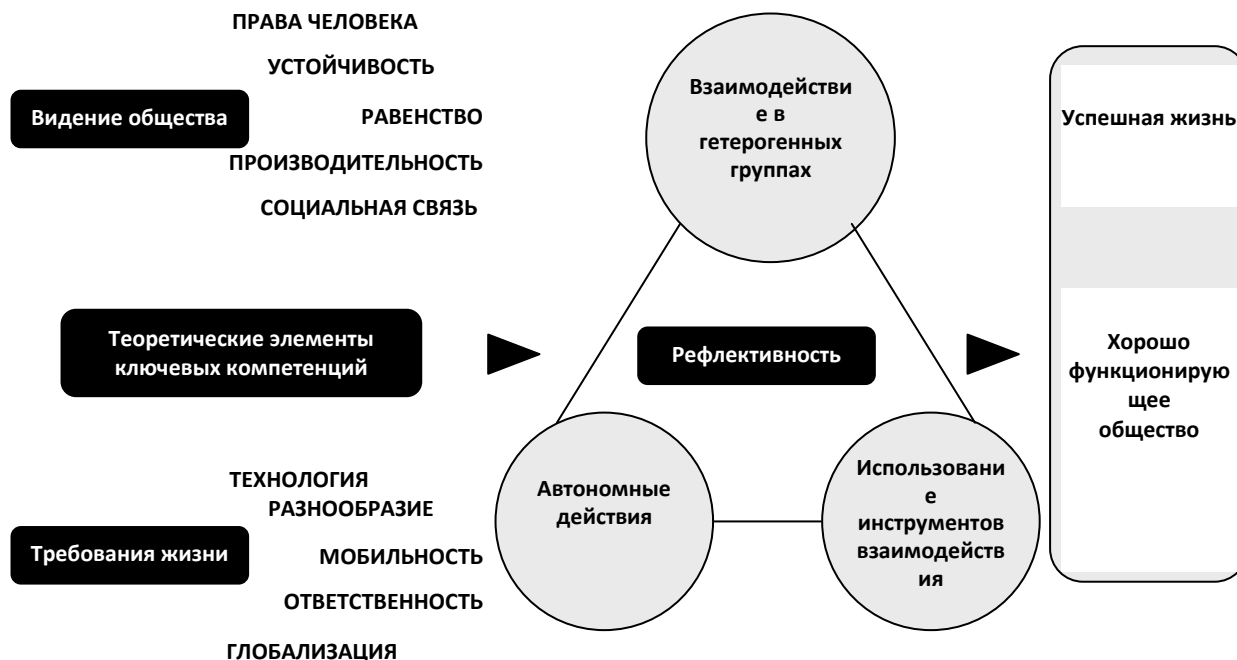 ПРАВА ЧЕЛОВЕКА
УСТОЙЧИВОСТЬ
Видение общества
РАВЕНСТВО
ПРОИЗВОДИТЕЛЬНОСТЬ
СОЦИАЛЬНАЯ СВЯЗЬ
Взаимодействи
е в
гетерогенных
группах
Успешная жизнь
Теоретические элементы
ключевых компетенций
Рефлективность
Хорошо
функционирую
щее
общество
ТЕХНОЛОГИЯ
РАЗНООБРАЗИЕ
Требования жизни
МОБИЛЬНОСТЬ
ОТВЕТСТВЕННОСТЬ
ГЛОБАЛИЗАЦИЯ
Автономные
действия
Использовани
е
инструментов
взаимодейств
ия